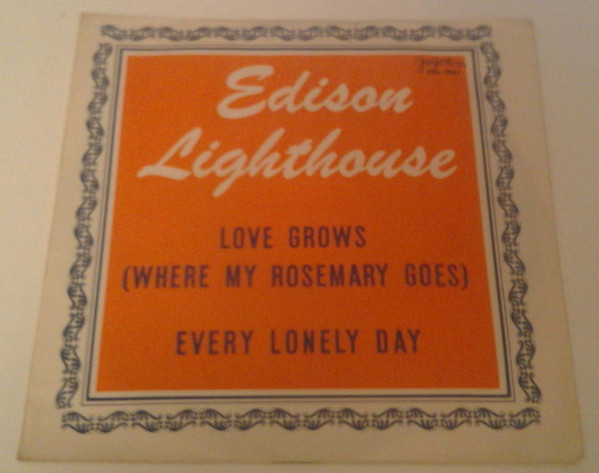 Edison
Lighthouse
LOVE GROWS
(WHERE MY ROSEMARY GOES)
EVERY LONELY DAY